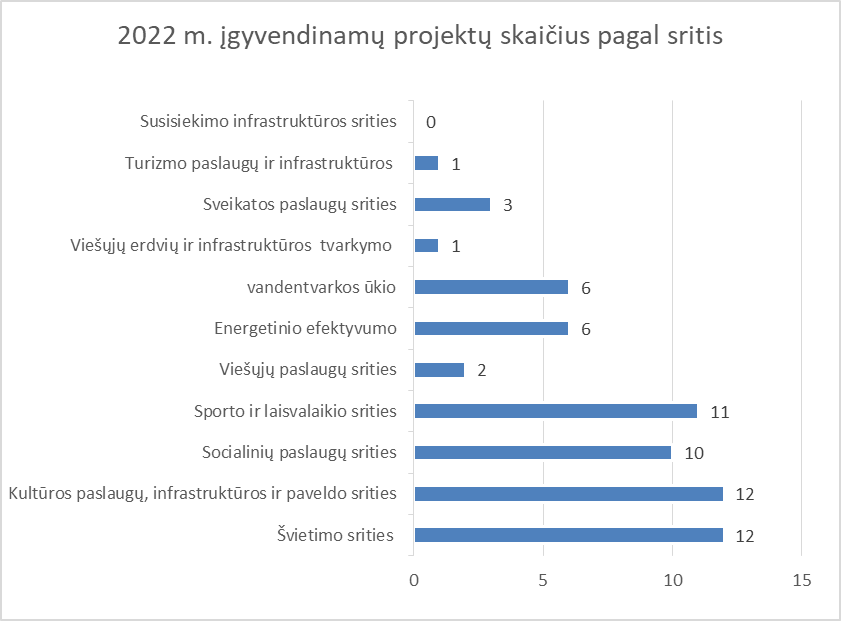 2022 m. įgyvendinamų projektų skaičius pagal sritis
Susisiekimo infrastruktūros srities 0
Turizmo paslaugų ir infrastruktūros 1
Sveikatos paslaugų srities 3
Viešųjų erdvių ir infrastruktūros tvarkymo 1
vandentvarkos ūkio 6
Energetinio efektyvumo 6
Viešųjų paslaugų srities 2
Sporto ir laisvalaikio srities 11
Socialinių paslaugų srities 10
Kultūros paslaugų, infrastruktūros ir paveldo srities 12
Švietimo srities 12
0 5 10 15